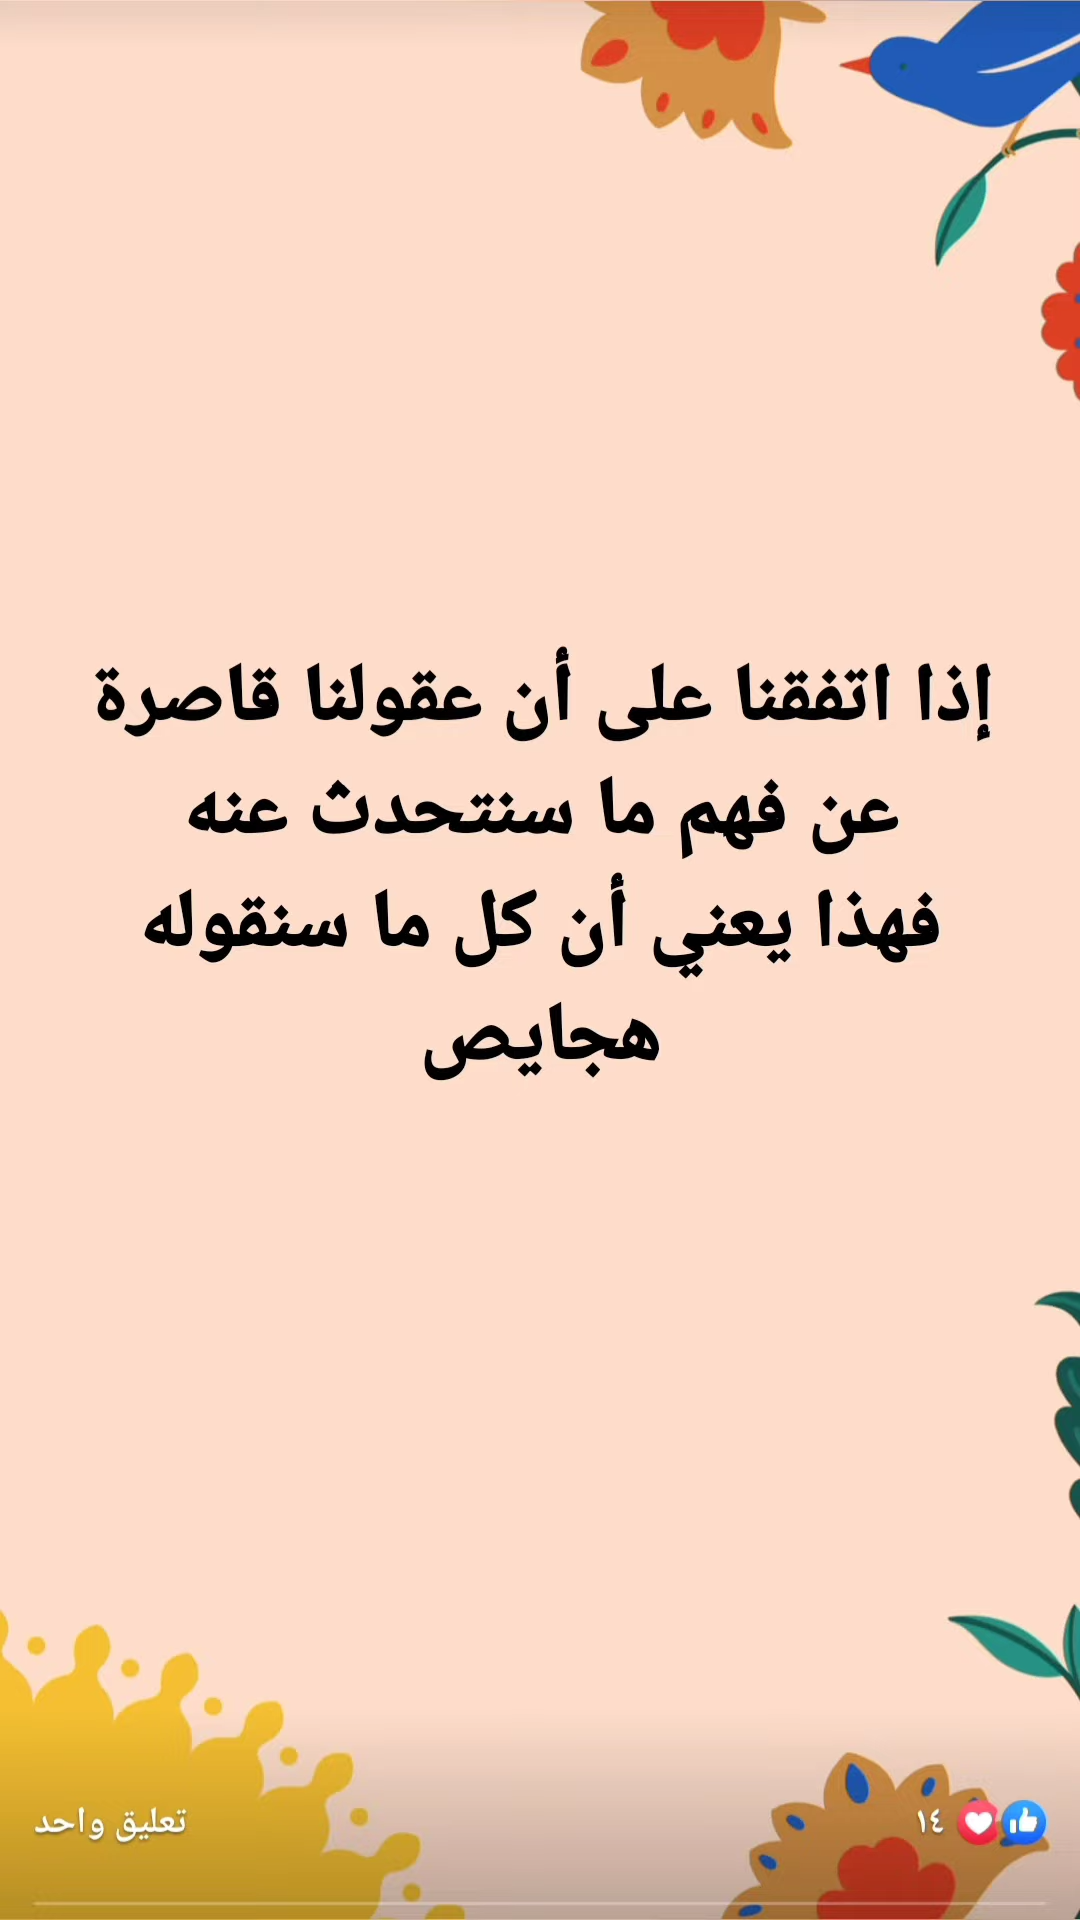 إذا اتفقنا على أن عقولنا قاصرة
عن فهم ما سنتحدث عنه
فهذا يعني أن كل ما سنقوله
هجايص
١٤
تعليق واحد